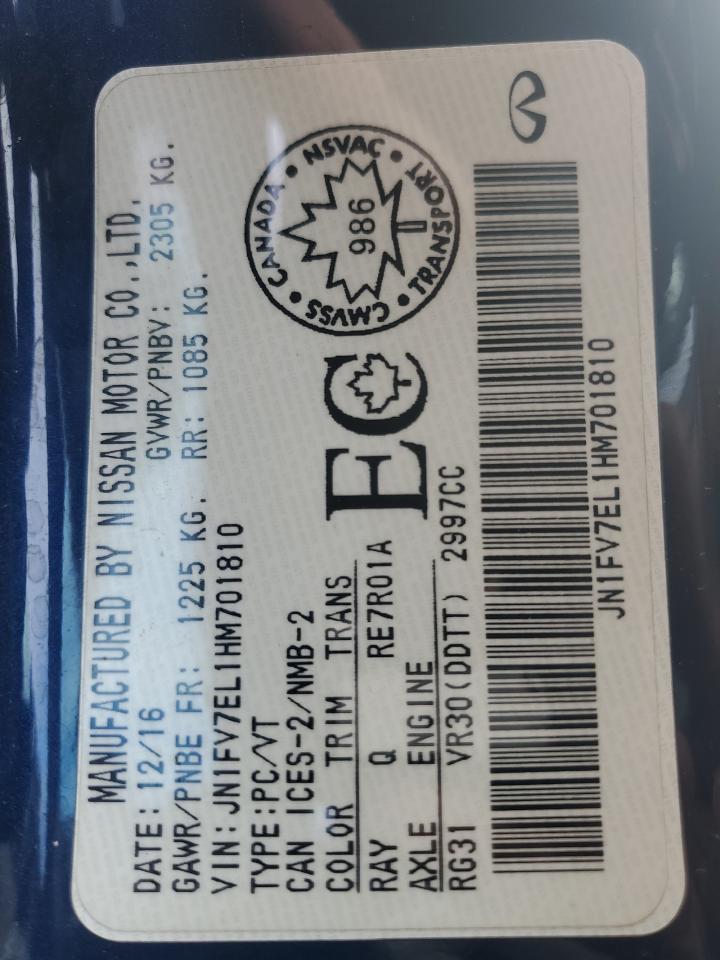 MANUFACTURED BY NISSAN MOTOR CO.,LTD.
DATE: 12/16 GVWR/PNBV: 2305 KG.
GAWR/PNBE FR: 1225 KG. RR: 1085 KG.
VIN: JN1FV7EL1HM701810
TYPE:PC/VT
CAN ICES-2/NMB-2
COLOR TRIM TRANS
RAY Q RE7R01A
AXLE ENGINE
RG31 VR30(DDTT) 2997CC
EC
CANADA • NSVAC • TRANSPORT • CMVSS •
986
JN1FV7EL1HM701810